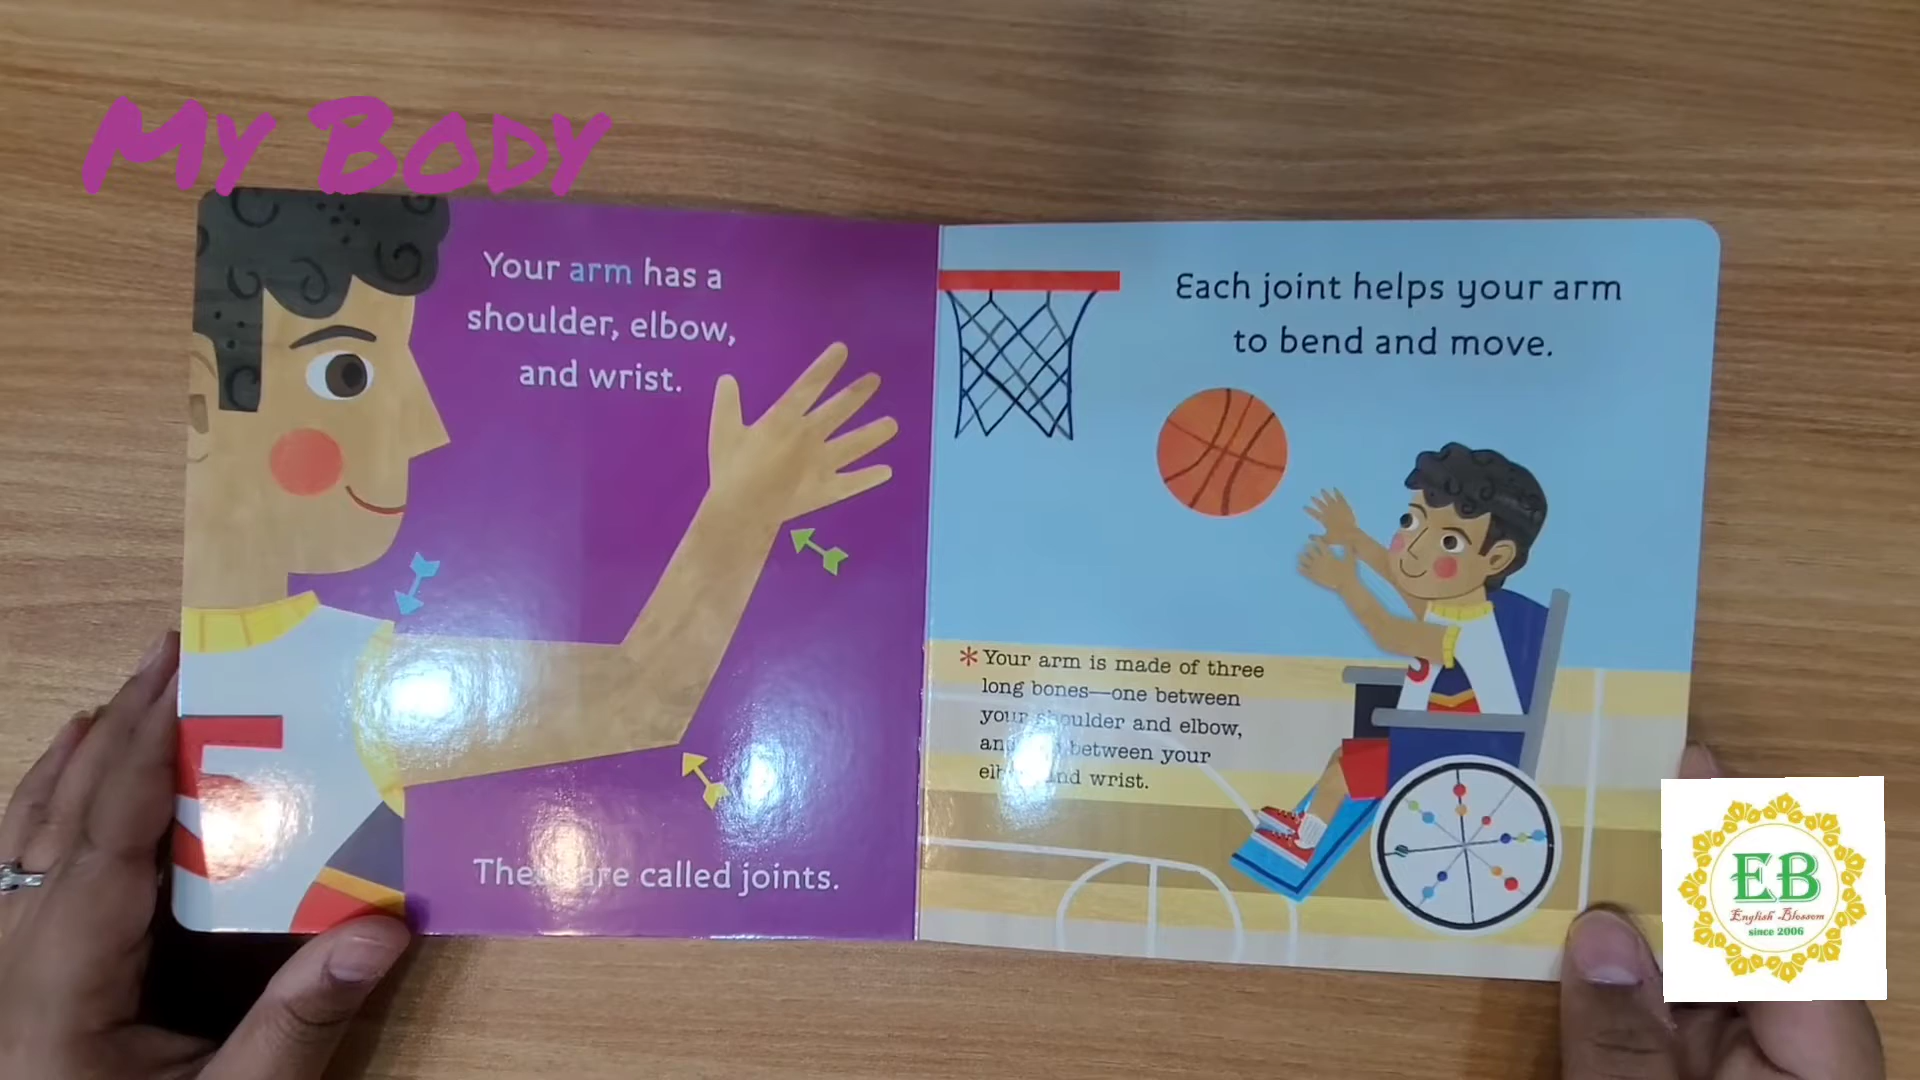 My Body
Your arm has a
shoulder, elbow,
and wrist.
are called joints.
Each joint helps your arm
to bend and move.
*Your arm is made of three
long bones—one between
your shoulder and elbow,
between your
and wrist.
EB
English Blossom
since 2006